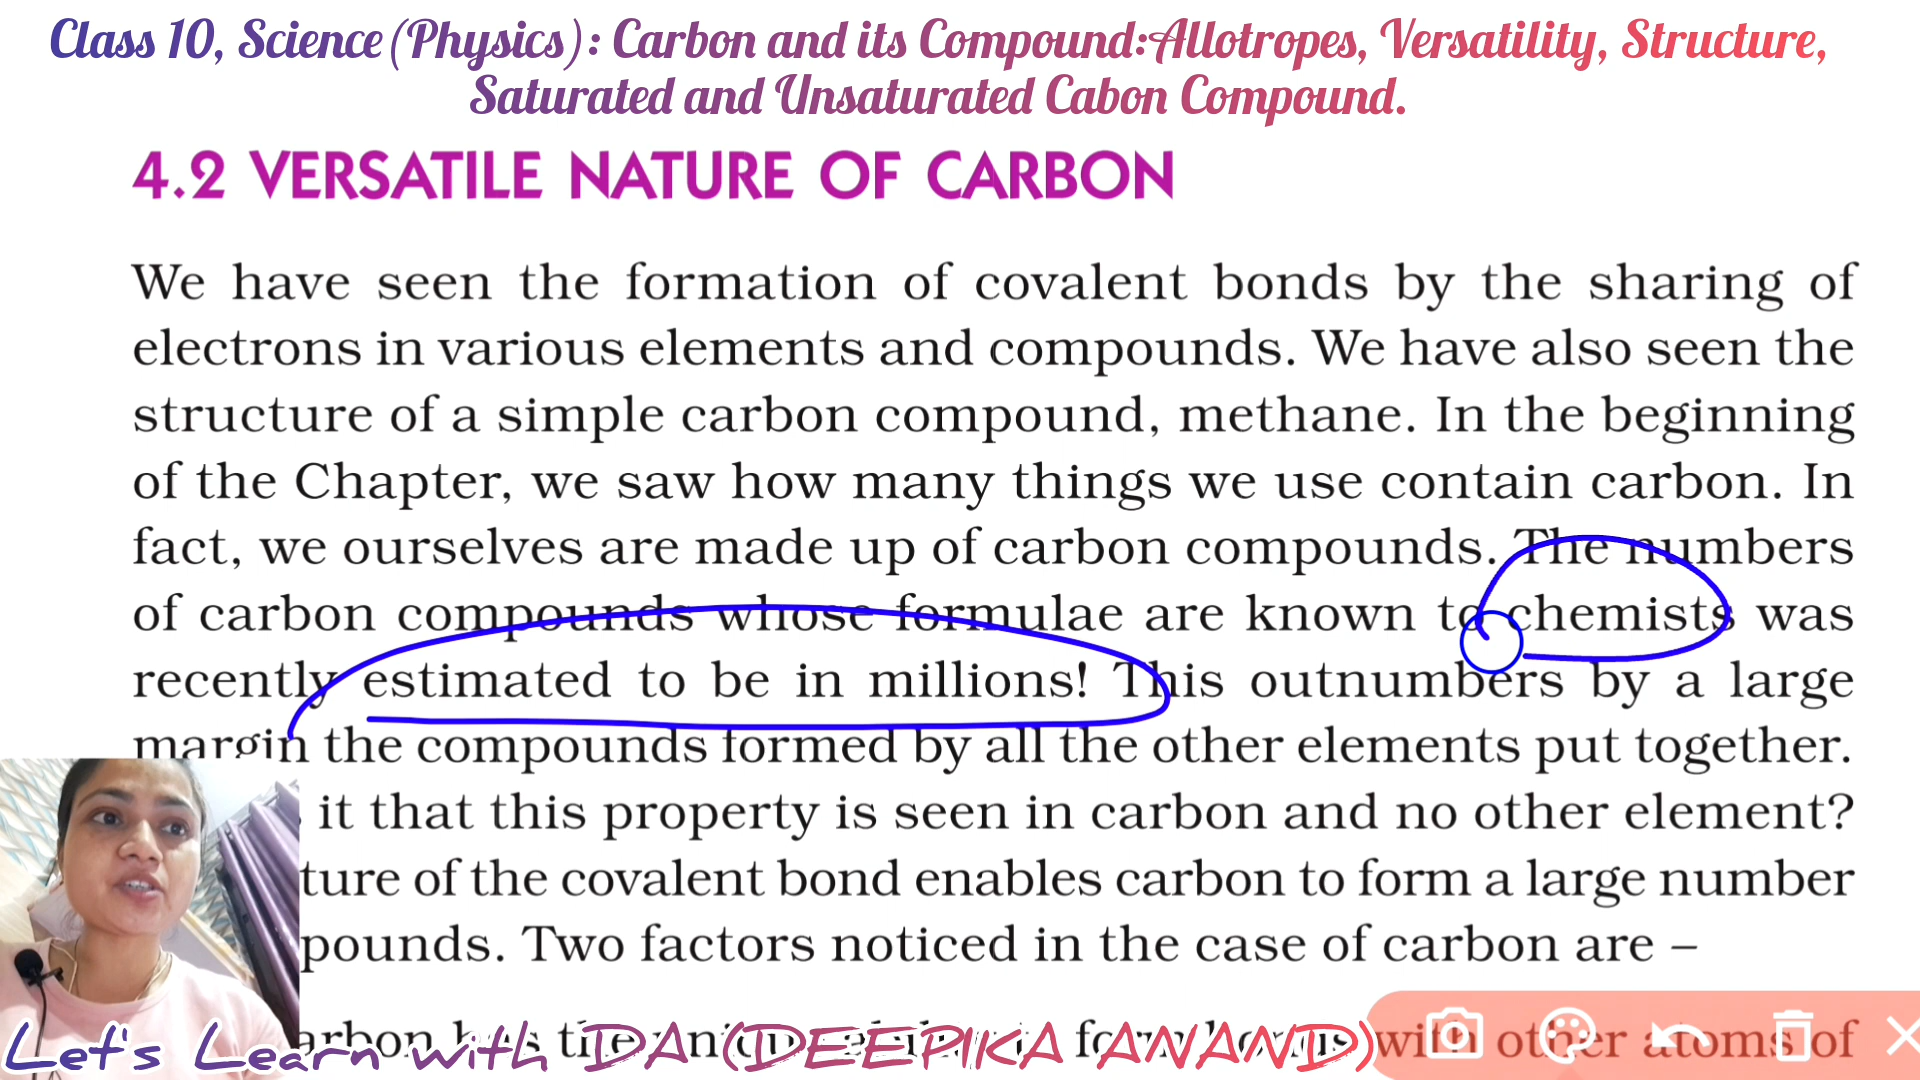 Class 10, Science(Physics): Carbon and its Compound:Allotropes, Versatility, Structure,
Saturated and Unsaturated Cabon Compound.
4.2 VERSATILE NATURE OF CARBON
We have seen the formation of covalent bonds by the sharing of
electrons in various elements and compounds. We have also seen the
structure of a simple carbon compound, methane. In the beginning
of the Chapter, we saw how many things we use contain carbon. In
fact, we ourselves are made up of carbon compounds. The numbers
of carbon compounds whose formulae are known to chemists was
recently estimated to be in millions! This outnumbers by a large
margin the compounds formed by all the other elements put together.
it that this property is seen in carbon and no other element?
ture of the covalent bond enables carbon to form a large number
pounds. Two factors noticed in the case of carbon are –
arbon has the with other atoms of
Let's Learn with DA (DEEPIKA ANAND)